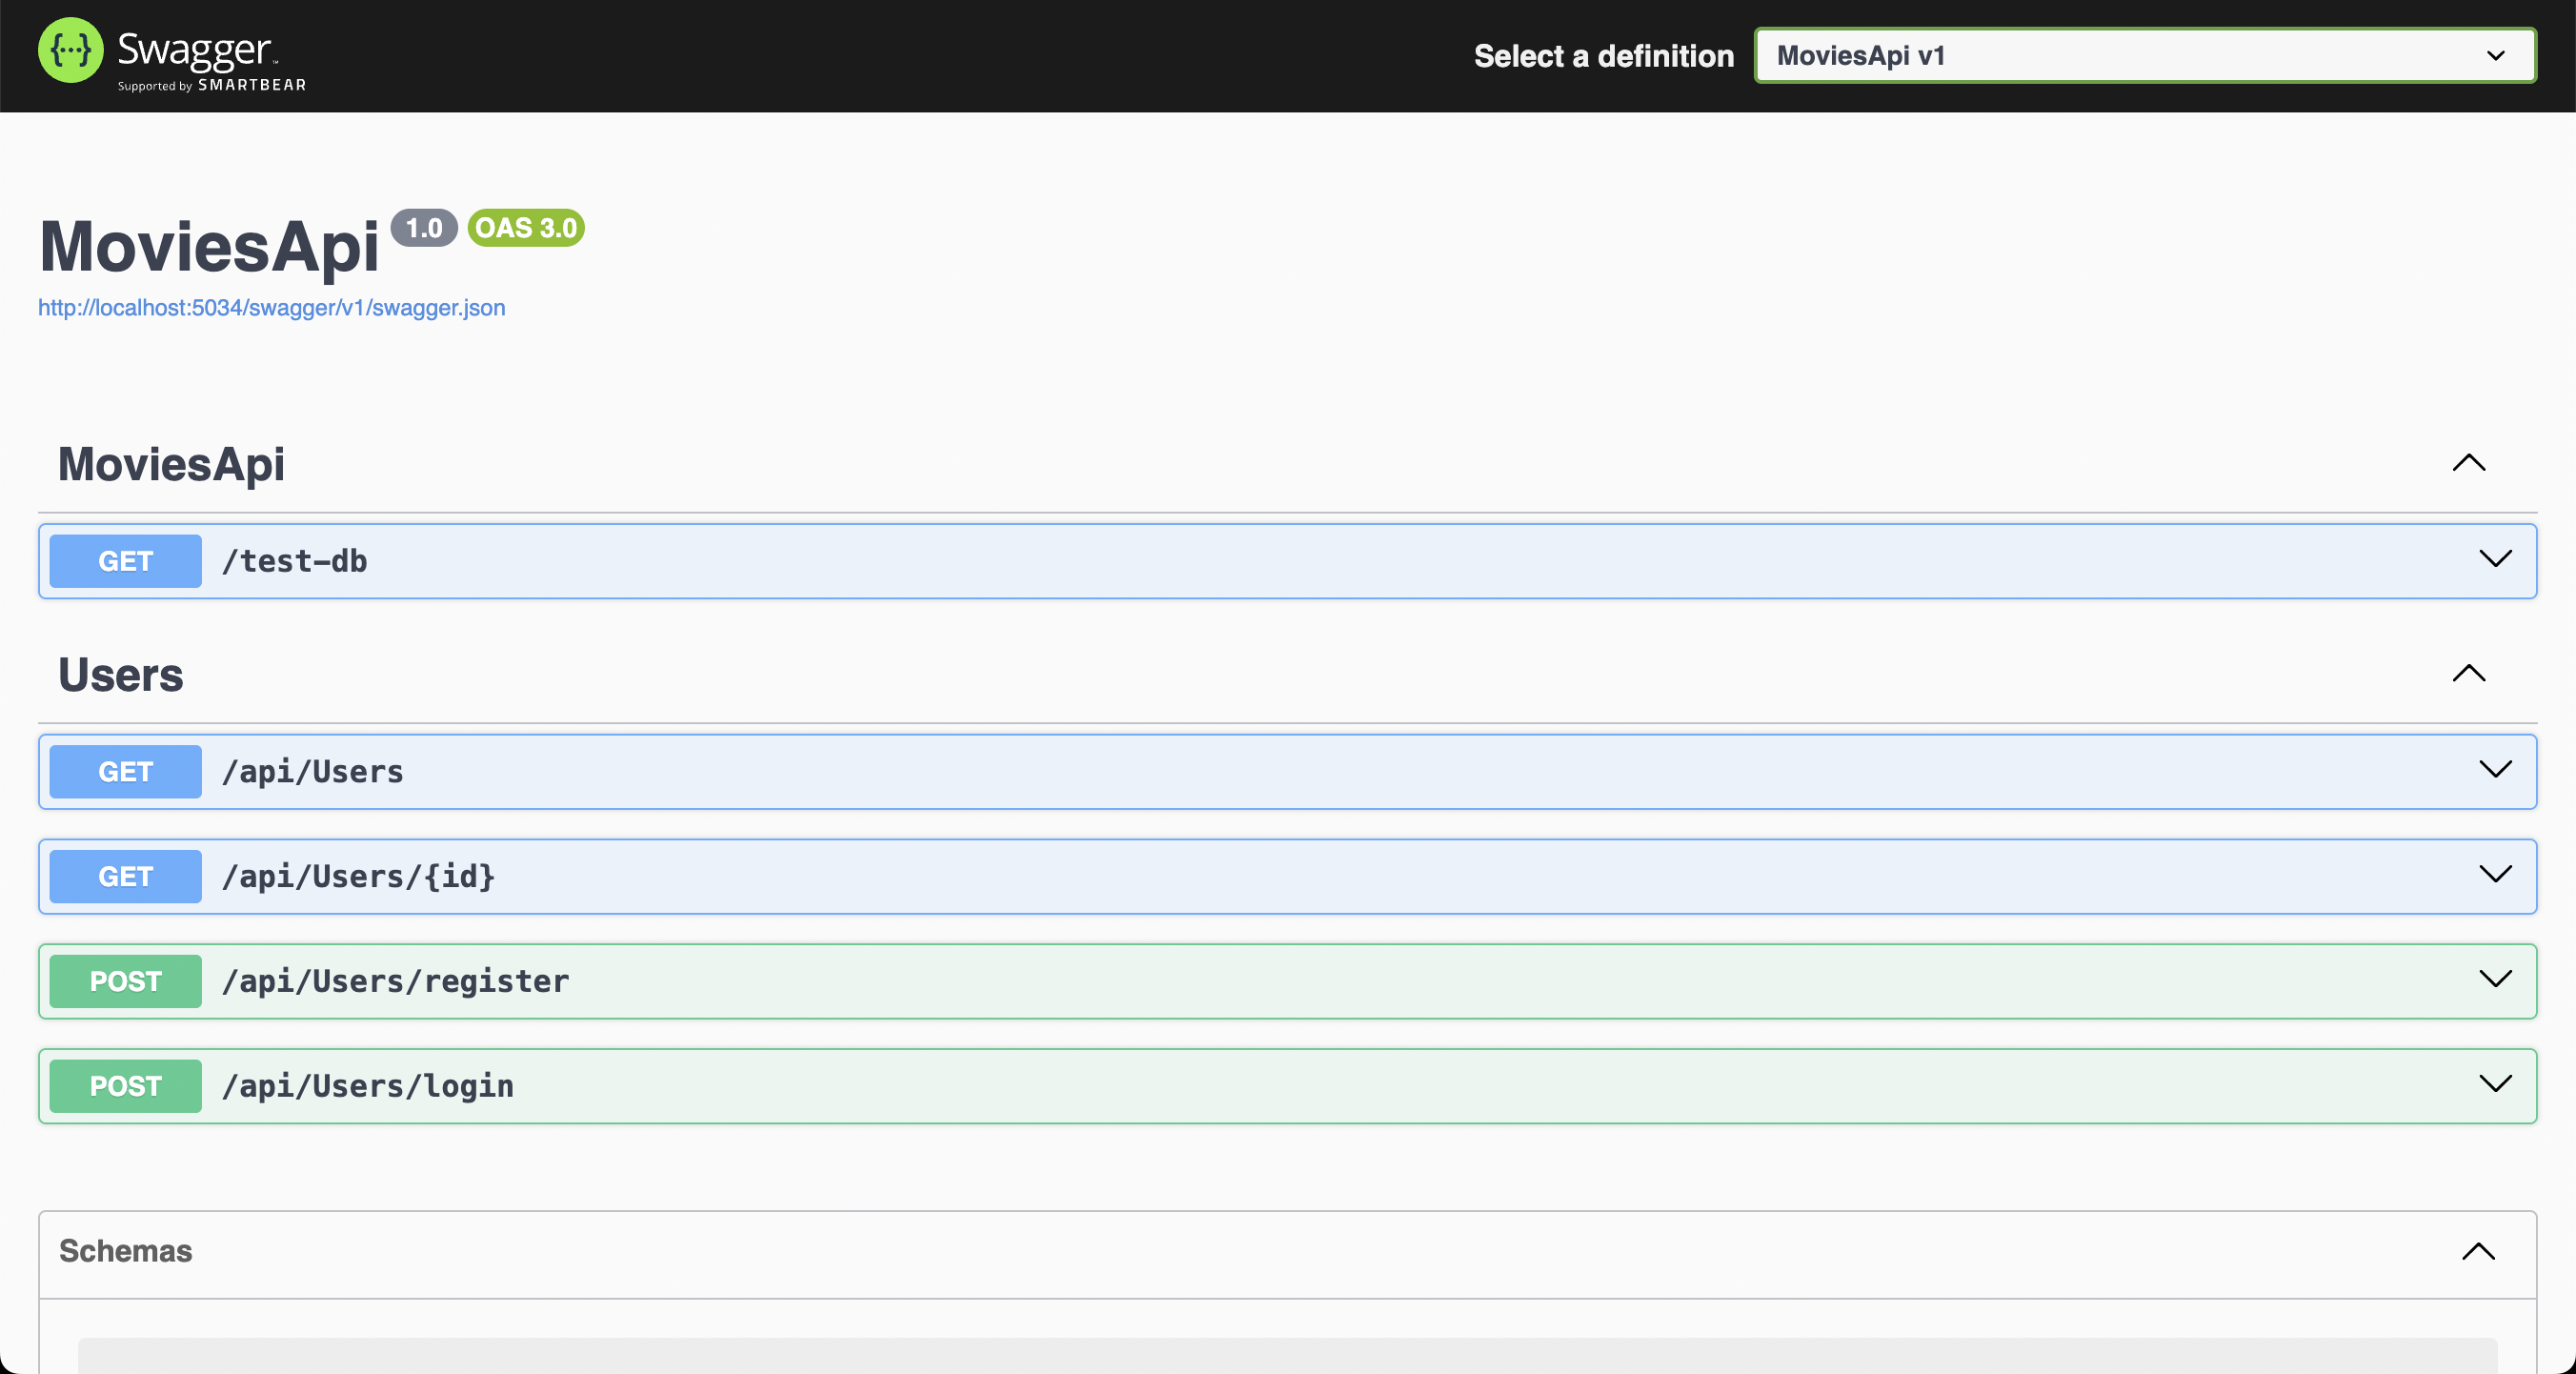 {···} Swagger™
Supported by SMARTBEAR
Select a definition
MoviesApi v1
MoviesApi 1.0 OAS 3.0
http://localhost:5034/swagger/v1/swagger.json
MoviesApi
GET /test-db
Users
GET /api/Users
GET /api/Users/{id}
POST /api/Users/register
POST /api/Users/login
Schemas